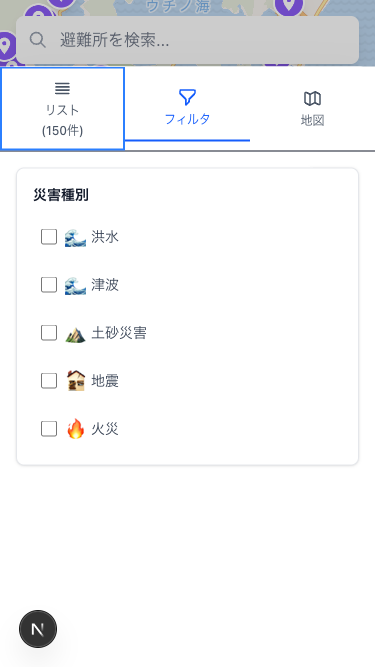 ウチノ海
避難所を検索...
リスト
(150件)
フィルタ
地図
災害種別
洪水
津波
土砂災害
地震
火災
N